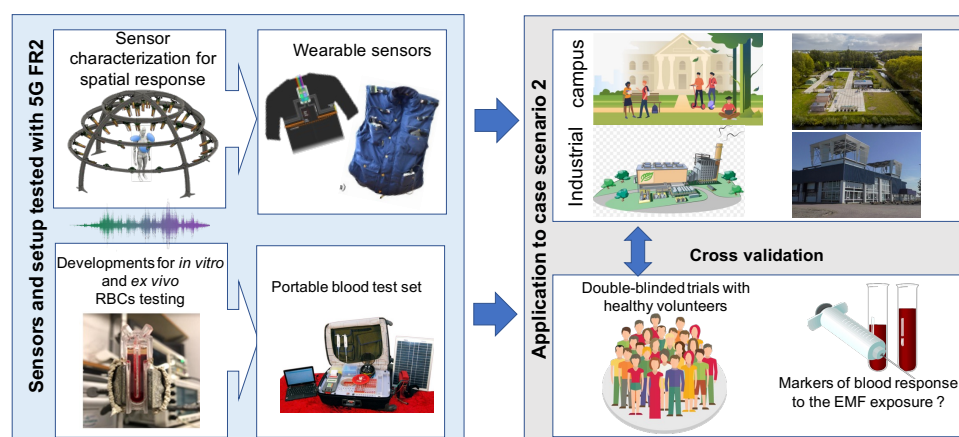 Sensors and setup tested with 5G FR2
Sensor
characterization for
spatial response
Wearable sensors
a)
Developments for in vitro
and ex vivo
RBCs testing
Portable blood test set
Application to case scenario 2
campus
Industrial
Cross validation
Double-blinded trials with
healthy volunteers
Markers of blood response
to the EMF exposure ?